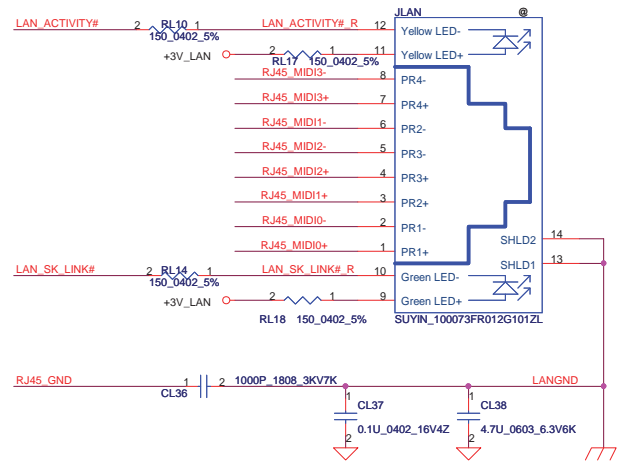 JLAN @
LAN_ACTIVITY# 2 RL10 1 LAN_ACTIVITY#_R 12 Yellow LED-
150_0402_5%
+3V_LAN 2 1 11 Yellow LED+
RL17 150_0402_5%
RJ45_MIDI3- 8 PR4-
RJ45_MIDI3+ 7 PR4+
RJ45_MIDI1- 6 PR2-
RJ45_MIDI2- 5 PR3-
RJ45_MIDI2+ 4 PR3+
RJ45_MIDI1+ 3 PR2+
RJ45_MIDI0- 2 PR1-
SHLD2 14
RJ45_MIDI0+ 1 PR1+
SHLD1 13
LAN_SK_LINK# 2 RL14 1 LAN_SK_LINK#_R 10 Green LED-
150_0402_5%
+3V_LAN 2 1 9 Green LED+
RL18 150_0402_5%
SUYIN_100073FR012G101ZL
RJ45_GND 1 2 1000P_1808_3KV7K LANGND
CL36
1 CL37 1 CL38
0.1U_0402_16V4Z 4.7U_0603_6.3V6K
2 2